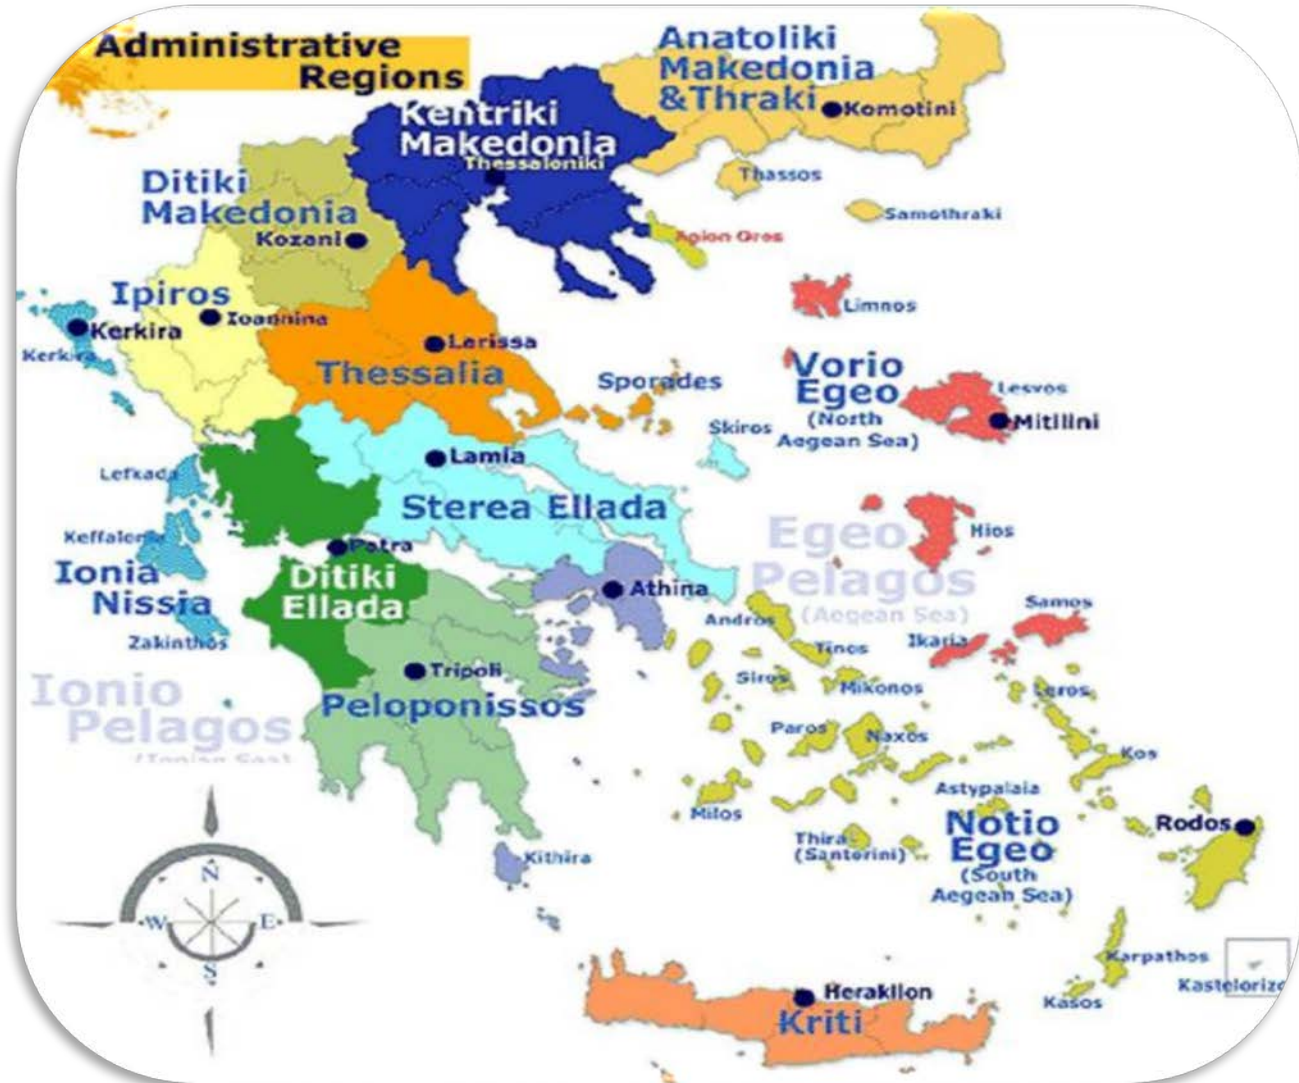 Administrative
Regions
Anatoliki
Makedonia
&Thraki
Komotini
Kentriki
Makedonia
Thessaloniki
Thassos
Ditiki
Makedonia
Samothraki
Kozani
Agion Oros
Ipiros
Ioannina
Limnos
Kerkira
Kerkira
Larissa
Thessalia
Sporades
Vorio
Egeo
(North
Aegean Sea)
Lesvos
Mitilini
Skiros
Lamia
Lefkada
Sterea Ellada
Egeo
Pelagos
(Aegean Sea)
Hios
Keffalonia
Patra
Ionia
Nissia
Ditiki
Ellada
Athina
Zakinthos
Andros
Samos
Tinos
Ikaria
Tripoli
Siros
Mikonos
Leros
Ionio
Pelagos
(Ionian Sea)
Peloponissos
Paros
Naxos
Kos
Astypalaia
Milos
Notio
Egeo
(South
Aegean Sea)
Rodos
Thira
(Santorini)
Kithira
N
W
E
S
Karpathos
Kastelorizo
Kasos
Heraklion
Kriti